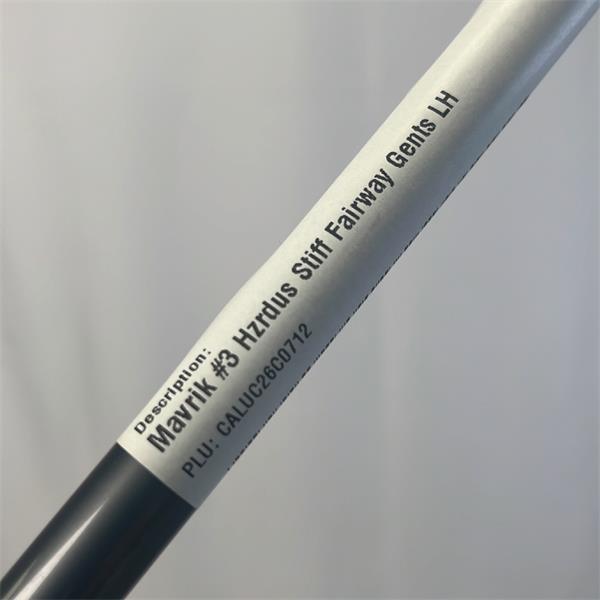 Description:
Mavrik #3 Hzrdus Stiff Fairway Gents LH
PLU: CALUC26C0712